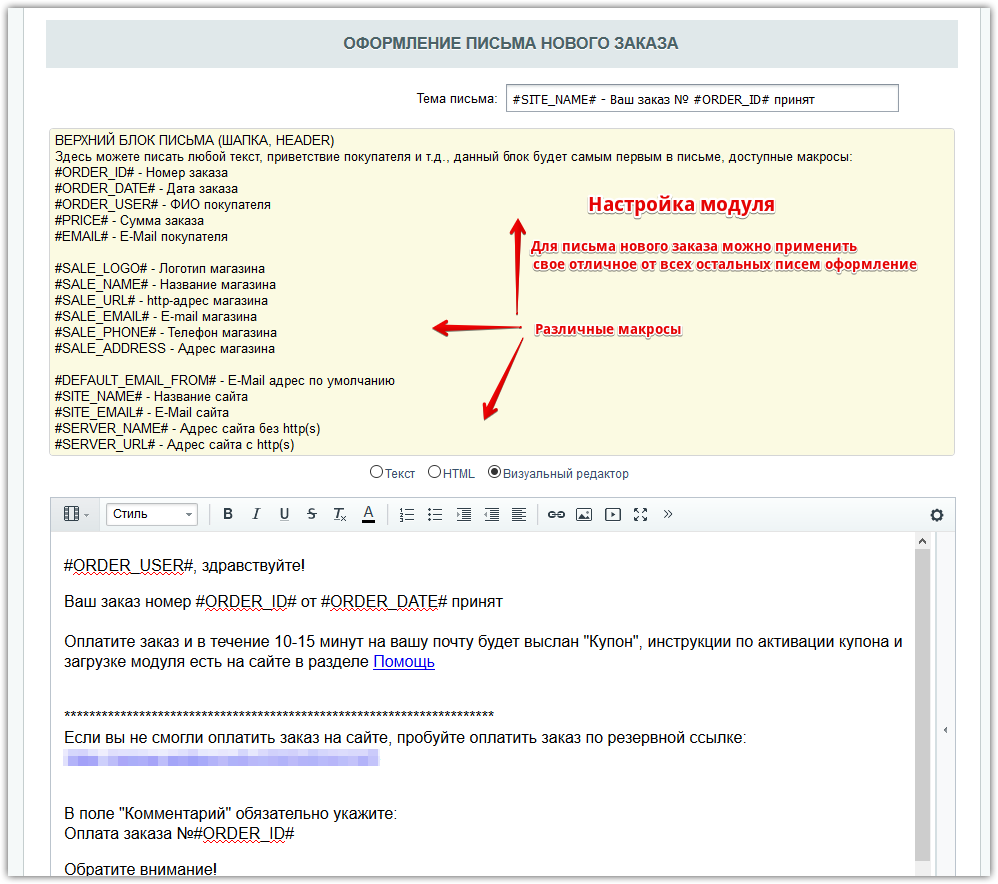 ОФОРМЛЕНИЕ ПИСЬМА НОВОГО ЗАКАЗА
Тема письма: #SITE_NAME# - Ваш заказ № #ORDER_ID# принят
ВЕРХНИЙ БЛОК ПИСЬМА (ШАПКА, HEADER)
Здесь можете писать любой текст, приветствие покупателя и т.д., данный блок будет самым первым в письме, доступные макросы:
#ORDER_ID# - Номер заказа
#ORDER_DATE# - Дата заказа
#ORDER_USER# - ФИО покупателя
#PRICE# - Сумма заказа
#EMAIL# - E-Mail покупателя
#SALE_LOGO# - Логотип магазина
#SALE_NAME# - Название магазина
#SALE_URL# - http-адрес магазина
#SALE_EMAIL# - E-mail магазина
#SALE_PHONE# - Телефон магазина
#SALE_ADDRESS - Адрес магазина
#DEFAULT_EMAIL_FROM# - E-Mail адрес по умолчанию
#SITE_NAME# - Название сайта
#SITE_EMAIL# - E-Mail сайта
#SERVER_NAME# - Адрес сайта без http(s)
#SERVER_URL# - Адрес сайта с http(s)
Настройка модуля
Для письма нового заказа можно применить
свое отличное от всех остальных писем оформление
Различные макросы
Текст HTML Визуальный редактор
Стиль B I U S Tx A »
#ORDER_USER#, здравствуйте!
Ваш заказ номер #ORDER_ID# от #ORDER_DATE# принят
Оплатите заказ и в течение 10-15 минут на вашу почту будет выслан "Купон", инструкции по активации купона и
загрузке модуля есть на сайте в разделе Помощь
*********************************************************************
Если вы не смогли оплатить заказ на сайте, пробуйте оплатить заказ по резервной ссылке:
В поле "Комментарий" обязательно укажите:
Оплата заказа №#ORDER_ID#
Обратите внимание!